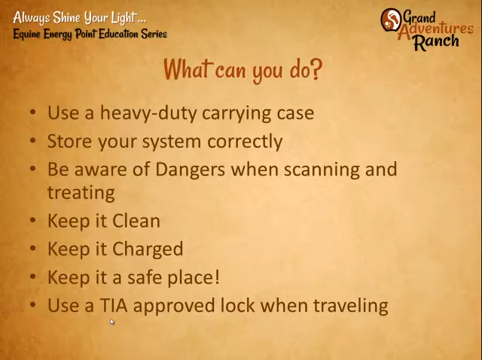 Always Shine Your Light...
Equine Energy Point Education Series
Grand
Adventures
Ranch
What can you do?
• Use a heavy-duty carrying case
• Store your system correctly
• Be aware of Dangers when scanning and
treating
• Keep it Clean
• Keep it Charged
• Keep it a safe place!
• Use a TIA approved lock when traveling